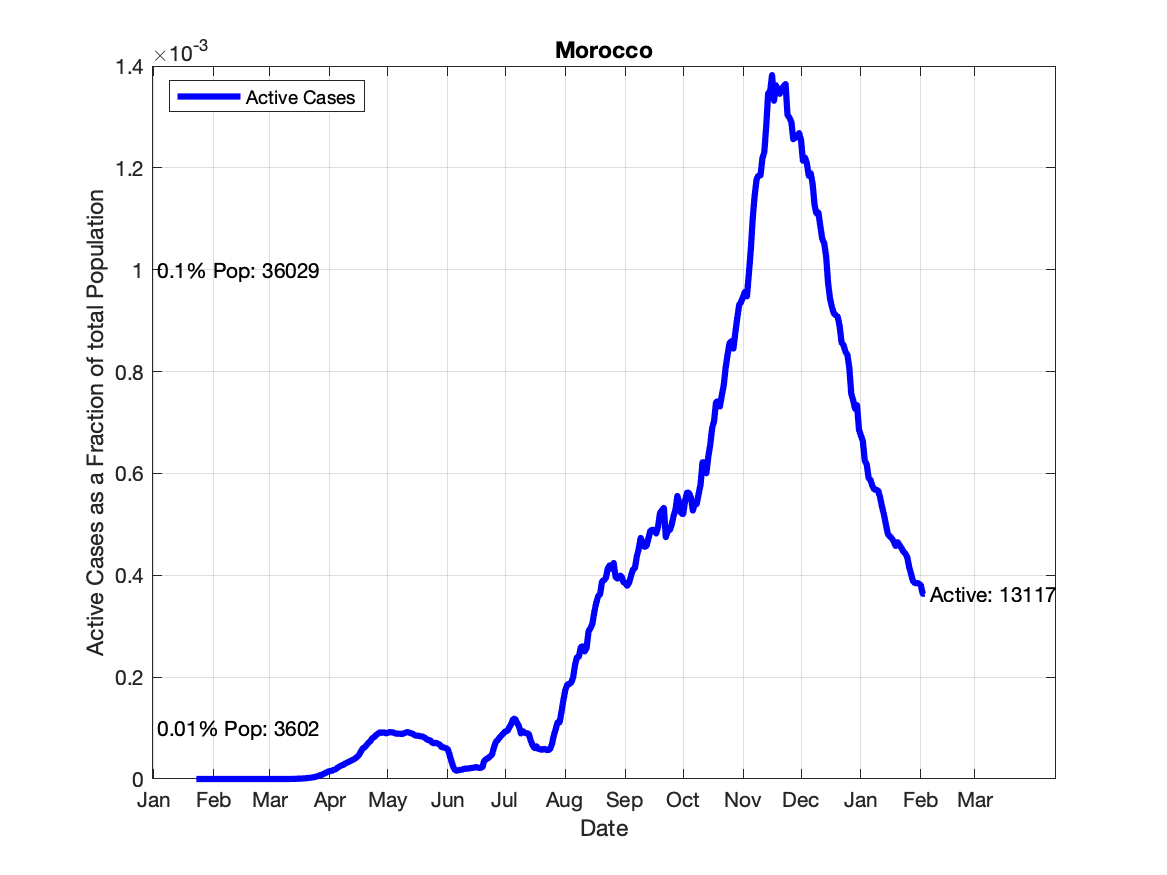 Morocco
×10-3
Active Cases
1.4
1.2
1
0.8
0.6
0.4
0.2
0
Active Cases as a Fraction of total Population
0.1% Pop: 36029
Active: 13117
0.01% Pop: 3602
Jan Feb Mar Apr May Jun Jul Aug Sep Oct Nov Dec Jan Feb Mar
Date